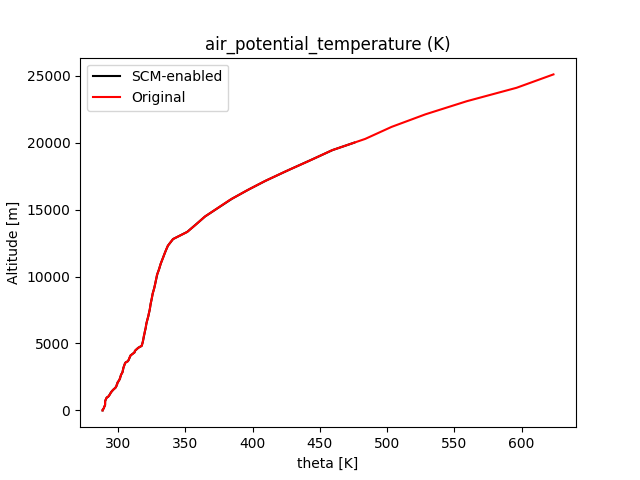 air_potential_temperature (K)
SCM-enabled
Original
25000
20000
15000
10000
5000
0
Altitude [m]
300 350 400 450 500 550 600
theta [K]